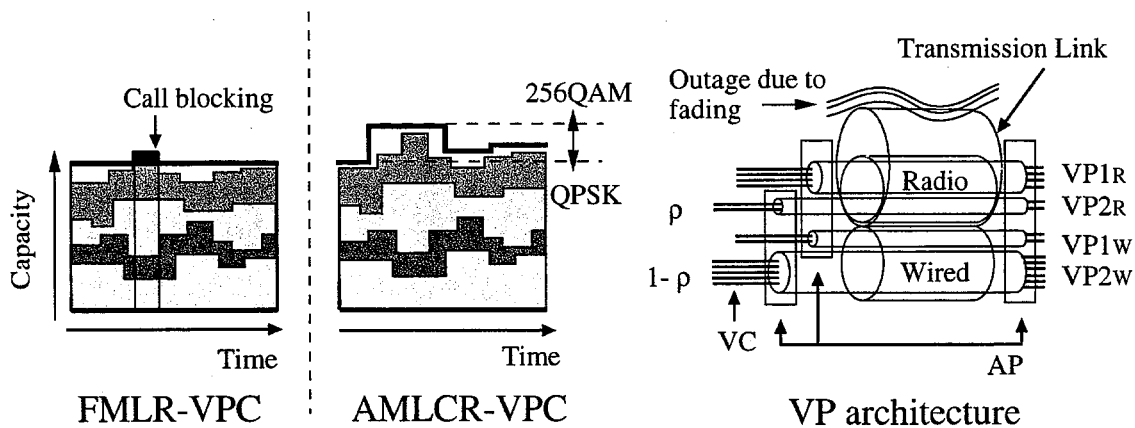 Call blocking
Capacity
Time
FMLR-VPC
256QAM
QPSK
Time
AMLCR-VPC
Transmission Link
Outage due to
fading
Radio
Wired
VP1R
VP2R
VP1W
VP2W
ρ
1- ρ
VC
AP
VP architecture